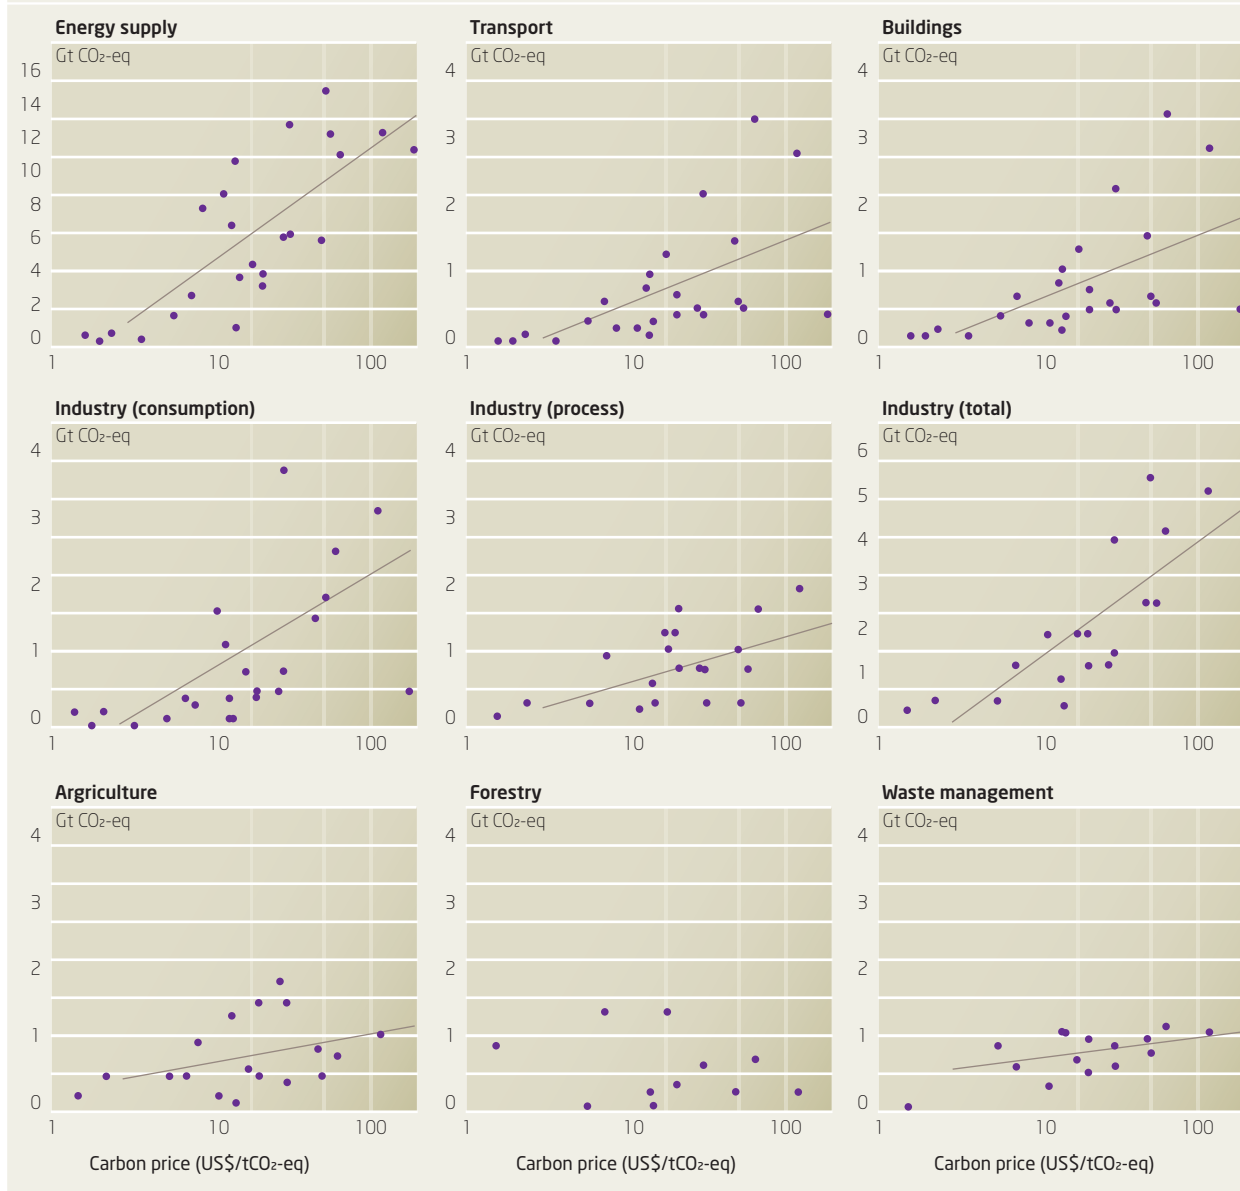 Energy supply
Gt CO₂-eq
16
14
12
10
8
6
4
2
0
1 10 100
Transport
Gt CO₂-eq
4
3
2
1
0
1 10 100
Buildings
Gt CO₂-eq
4
3
2
1
0
1 10 100
Industry (consumption)
Gt CO₂-eq
4
3
2
1
0
1 10 100
Industry (process)
Gt CO₂-eq
4
3
2
1
0
1 10 100
Industry (total)
Gt CO₂-eq
6
5
4
3
2
1
0
1 10 100
Argriculture
Gt CO₂-eq
4
3
2
1
0
1 10 100
Carbon price (US$/tCO₂-eq)
Forestry
Gt CO₂-eq
4
3
2
1
0
1 10 100
Carbon price (US$/tCO₂-eq)
Waste management
Gt CO₂-eq
4
3
2
1
0
1 10 100
Carbon price (US$/tCO₂-eq)